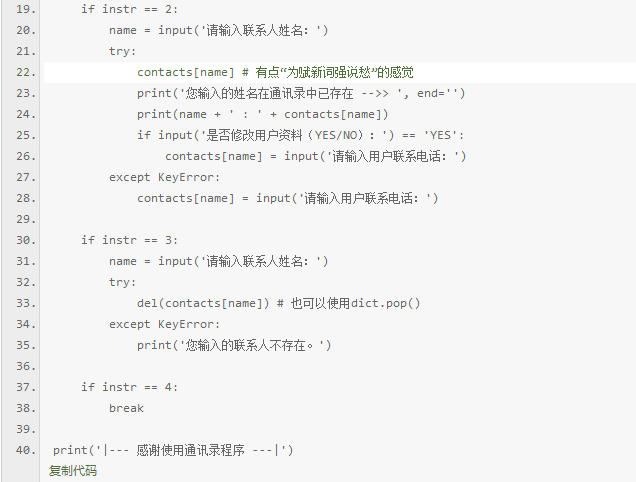 19.     if instr == 2:
20.         name = input('请输入联系人姓名：')
21.         try:
22.             contacts[name] # 有点“为赋新词强说愁”的感觉
23.             print('您输入的姓名在通讯录中已存在 -->> ', end='')
24.             print(name + ' : ' + contacts[name])
25.             if input('是否修改用户资料（YES/NO）：') == 'YES':
26.                 contacts[name] = input('请输入用户联系电话：')
27.         except KeyError:
28.             contacts[name] = input('请输入用户联系电话：')
29.
30.     if instr == 3:
31.         name = input('请输入联系人姓名：')
32.         try:
33.             del(contacts[name]) # 也可以使用dict.pop()
34.         except KeyError:
35.             print('您输入的联系人不存在。')
36.
37.     if instr == 4:
38.         break
39.
40. print('|--- 感谢使用通讯录程序 ---|')
复制代码